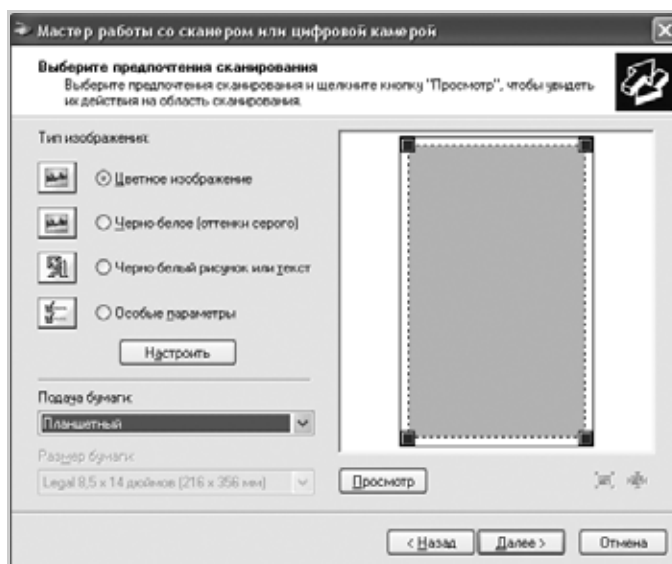 Мастер работы со сканером или цифровой камерой
Выберите предпочтения сканирования
Выберите предпочтения сканирования и щелкните кнопку "Просмотр", чтобы увидеть
их действия на область сканирования.
Тип изображения:
Цветное изображение
Черно-белое (оттенки серого)
Черно-белый рисунок или текст
Особые параметры
Настроить
Подача бумаги:
Планшетный
Размер бумаги:
Legal 8,5 x 14 дюймов (216 x 356 мм)
Просмотр
< Назад
Далее >
Отмена